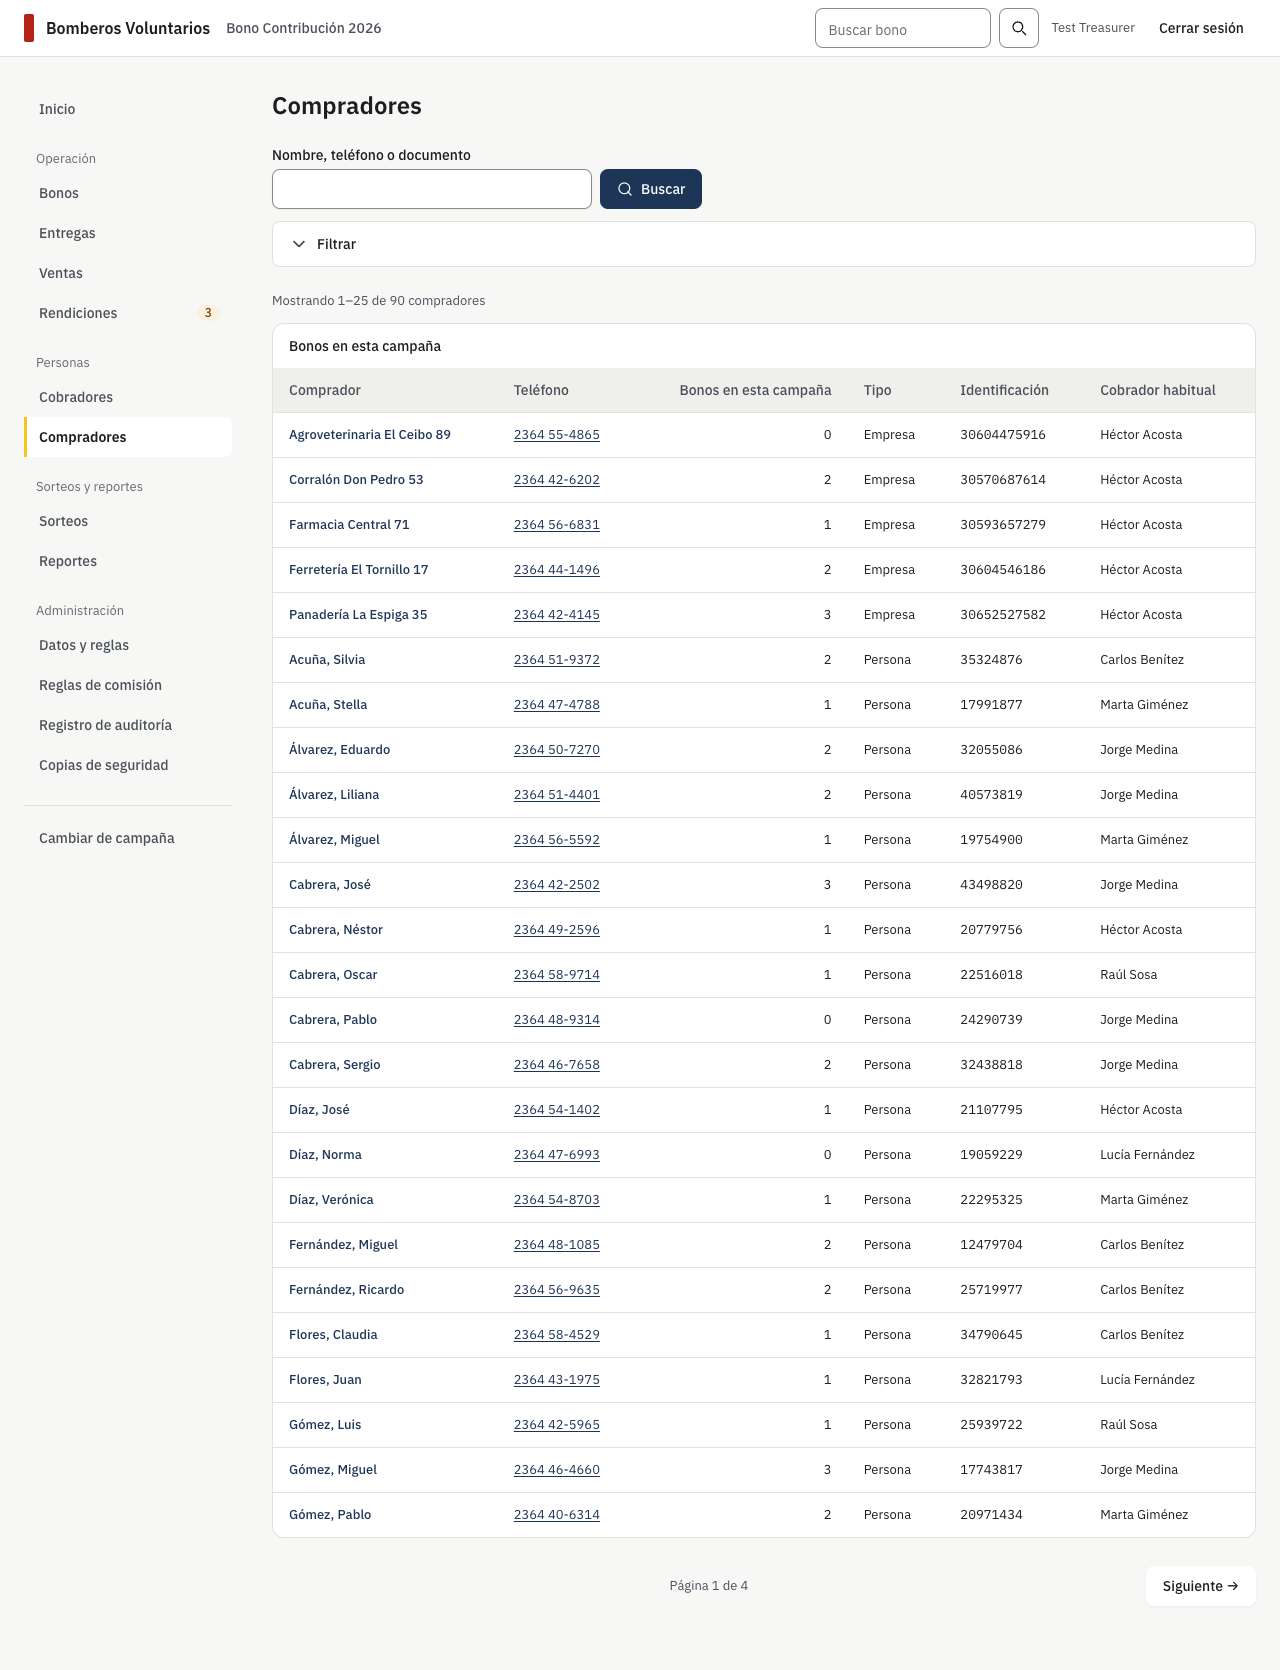 Bomberos Voluntarios Bono Contribución 2026 Buscar bono Test Treasurer Cerrar sesión
Inicio
Operación
Bonos
Entregas
Ventas
Rendiciones 3
Personas
Cobradores
Compradores
Sorteos y reportes
Sorteos
Reportes
Administración
Datos y reglas
Reglas de comisión
Registro de auditoría
Copias de seguridad
Cambiar de campaña
Compradores
Nombre, teléfono o documento
Buscar
Filtrar
Mostrando 1–25 de 90 compradores
Bonos en esta campaña
Comprador Teléfono Bonos en esta campaña Tipo Identificación Cobrador habitual
Agroveterinaria El Ceibo 89 2364 55-4865 0 Empresa 30604475916 Héctor Acosta
Corralón Don Pedro 53 2364 42-6202 2 Empresa 30570687614 Héctor Acosta
Farmacia Central 71 2364 56-6831 1 Empresa 30593657279 Héctor Acosta
Ferretería El Tornillo 17 2364 44-1496 2 Empresa 30604546186 Héctor Acosta
Panadería La Espiga 35 2364 42-4145 3 Empresa 30652527582 Héctor Acosta
Acuña, Silvia 2364 51-9372 2 Persona 35324876 Carlos Benítez
Acuña, Stella 2364 47-4788 1 Persona 17991877 Marta Giménez
Álvarez, Eduardo 2364 50-7270 2 Persona 32055086 Jorge Medina
Álvarez, Liliana 2364 51-4401 2 Persona 40573819 Jorge Medina
Álvarez, Miguel 2364 56-5592 1 Persona 19754900 Marta Giménez
Cabrera, José 2364 42-2502 3 Persona 43498820 Jorge Medina
Cabrera, Néstor 2364 49-2596 1 Persona 20779756 Héctor Acosta
Cabrera, Oscar 2364 58-9714 1 Persona 22516018 Raúl Sosa
Cabrera, Pablo 2364 48-9314 0 Persona 24290739 Jorge Medina
Cabrera, Sergio 2364 46-7658 2 Persona 32438818 Jorge Medina
Díaz, José 2364 54-1402 1 Persona 21107795 Héctor Acosta
Díaz, Norma 2364 47-6993 0 Persona 19059229 Lucía Fernández
Díaz, Verónica 2364 54-8703 1 Persona 22295325 Marta Giménez
Fernández, Miguel 2364 48-1085 2 Persona 12479704 Carlos Benítez
Fernández, Ricardo 2364 56-9635 2 Persona 25719977 Carlos Benítez
Flores, Claudia 2364 58-4529 1 Persona 34790645 Carlos Benítez
Flores, Juan 2364 43-1975 1 Persona 32821793 Lucía Fernández
Gómez, Luis 2364 42-5965 1 Persona 25939722 Raúl Sosa
Gómez, Miguel 2364 46-4660 3 Persona 17743817 Jorge Medina
Gómez, Pablo 2364 40-6314 2 Persona 20971434 Marta Giménez
Página 1 de 4 Siguiente →